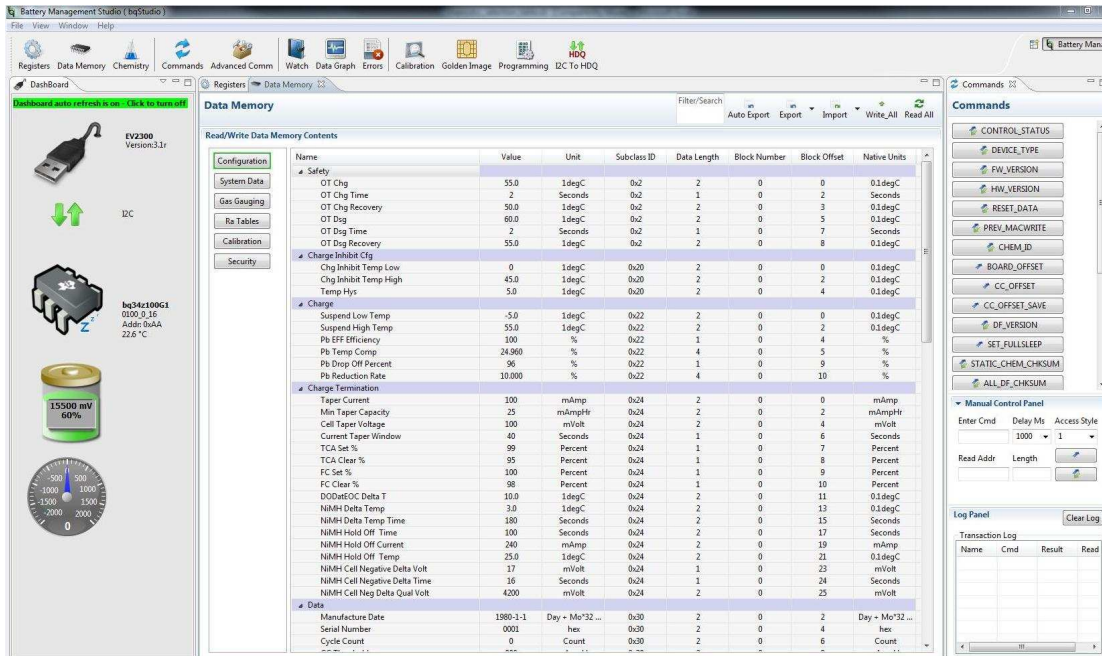 Battery Management Studio ( bqStudio )
File View Window Help
Registers Data Memory Chemistry Commands Advanced Comm Watch Data Graph Errors Calibration Golden Image Programming I2C To HDQ
HDQ
Battery Mana
DashBoard
Dashboard auto refresh is on - Click to turn off
EV2300
Version:3.1r
I2C
bq34z100G1
0100_0_16
Addr: 0xAA
22.6 °C
Z z
15500 mV
60%
-500 500
-1000 1000
-1500 1500
-2000 2000
0
Registers Data Memory
Data Memory
Filter/Search
Auto Export Export Import Write_All Read All
Read/Write Data Memory Contents
Configuration
System Data
Gas Gauging
Ra Tables
Calibration
Security
Name Value Unit Subclass ID Data Length Block Number Block Offset Native Units
Safety
OT Chg 55.0 1degC 0x2 2 0 0 0.1degC
OT Chg Time 2 Seconds 0x2 1 0 2 Seconds
OT Chg Recovery 50.0 1degC 0x2 2 0 3 0.1degC
OT Dsg 60.0 1degC 0x2 2 0 5 0.1degC
OT Dsg Time 2 Seconds 0x2 1 0 7 Seconds
OT Dsg Recovery 55.0 1degC 0x2 2 0 8 0.1degC
Charge Inhibit Cfg
Chg Inhibit Temp Low 0 1degC 0x20 2 0 0 0.1degC
Chg Inhibit Temp High 45.0 1degC 0x20 2 0 2 0.1degC
Temp Hys 5.0 1degC 0x20 2 0 4 0.1degC
Charge
Suspend Low Temp -5.0 1degC 0x22 2 0 0 0.1degC
Suspend High Temp 55.0 1degC 0x22 2 0 2 0.1degC
Pb EFF Efficiency 100 % 0x22 1 0 4 %
Pb Temp Comp 24.960 % 0x22 4 0 5 %
Pb Drop Off Percent 96 % 0x22 1 0 9 %
Pb Reduction Rate 10.000 % 0x22 4 0 10 %
Charge Termination
Taper Current 100 mAmp 0x24 2 0 0 mAmp
Min Taper Capacity 25 mAmpHr 0x24 2 0 2 mAmpHr
Cell Taper Voltage 100 mVolt 0x24 2 0 4 mVolt
Current Taper Window 40 Seconds 0x24 1 0 6 Seconds
TCA Set % 99 Percent 0x24 1 0 7 Percent
TCA Clear % 95 Percent 0x24 1 0 8 Percent
FC Set % 100 Percent 0x24 1 0 9 Percent
FC Clear % 98 Percent 0x24 1 0 10 Percent
DODatEOC Delta T 10.0 1degC 0x24 2 0 11 0.1degC
NiMH Delta Temp 3.0 1degC 0x24 2 0 13 0.1degC
NiMH Delta Temp Time 180 Seconds 0x24 2 0 15 Seconds
NiMH Hold Off Time 100 Seconds 0x24 2 0 17 Seconds
NiMH Hold Off Current 240 mAmp 0x24 2 0 19 mAmp
NiMH Hold Off Temp 25.0 1degC 0x24 2 0 21 0.1degC
NiMH Cell Negative Delta Volt 17 mVolt 0x24 1 0 23 mVolt
NiMH Cell Negative Delta Time 16 Seconds 0x24 1 0 24 Seconds
NiMH Cell Neg Delta Qual Volt 4200 mVolt 0x24 2 0 25 mVolt
Data
Manufacture Date 1980-1-1 Day + Mo*32 ... 0x30 2 0 2 Day + Mo*32 ...
Serial Number 0001 hex 0x30 2 0 4 hex
Cycle Count 0 Count 0x30 2 0 6 Count
Commands
Commands
CONTROL_STATUS
DEVICE_TYPE
FW_VERSION
HW_VERSION
RESET_DATA
PREV_MACWRITE
CHEM_ID
BOARD_OFFSET
CC_OFFSET
CC_OFFSET_SAVE
DF_VERSION
SET_FULLSLEEP
STATIC_CHEM_CHKSUM
ALL_DF_CHKSUM
Manual Control Panel
Enter Cmd Delay Ms Access Style
1000 1
Read Addr Length
Log Panel
Clear Log
Transaction Log
Name Cmd Result Read